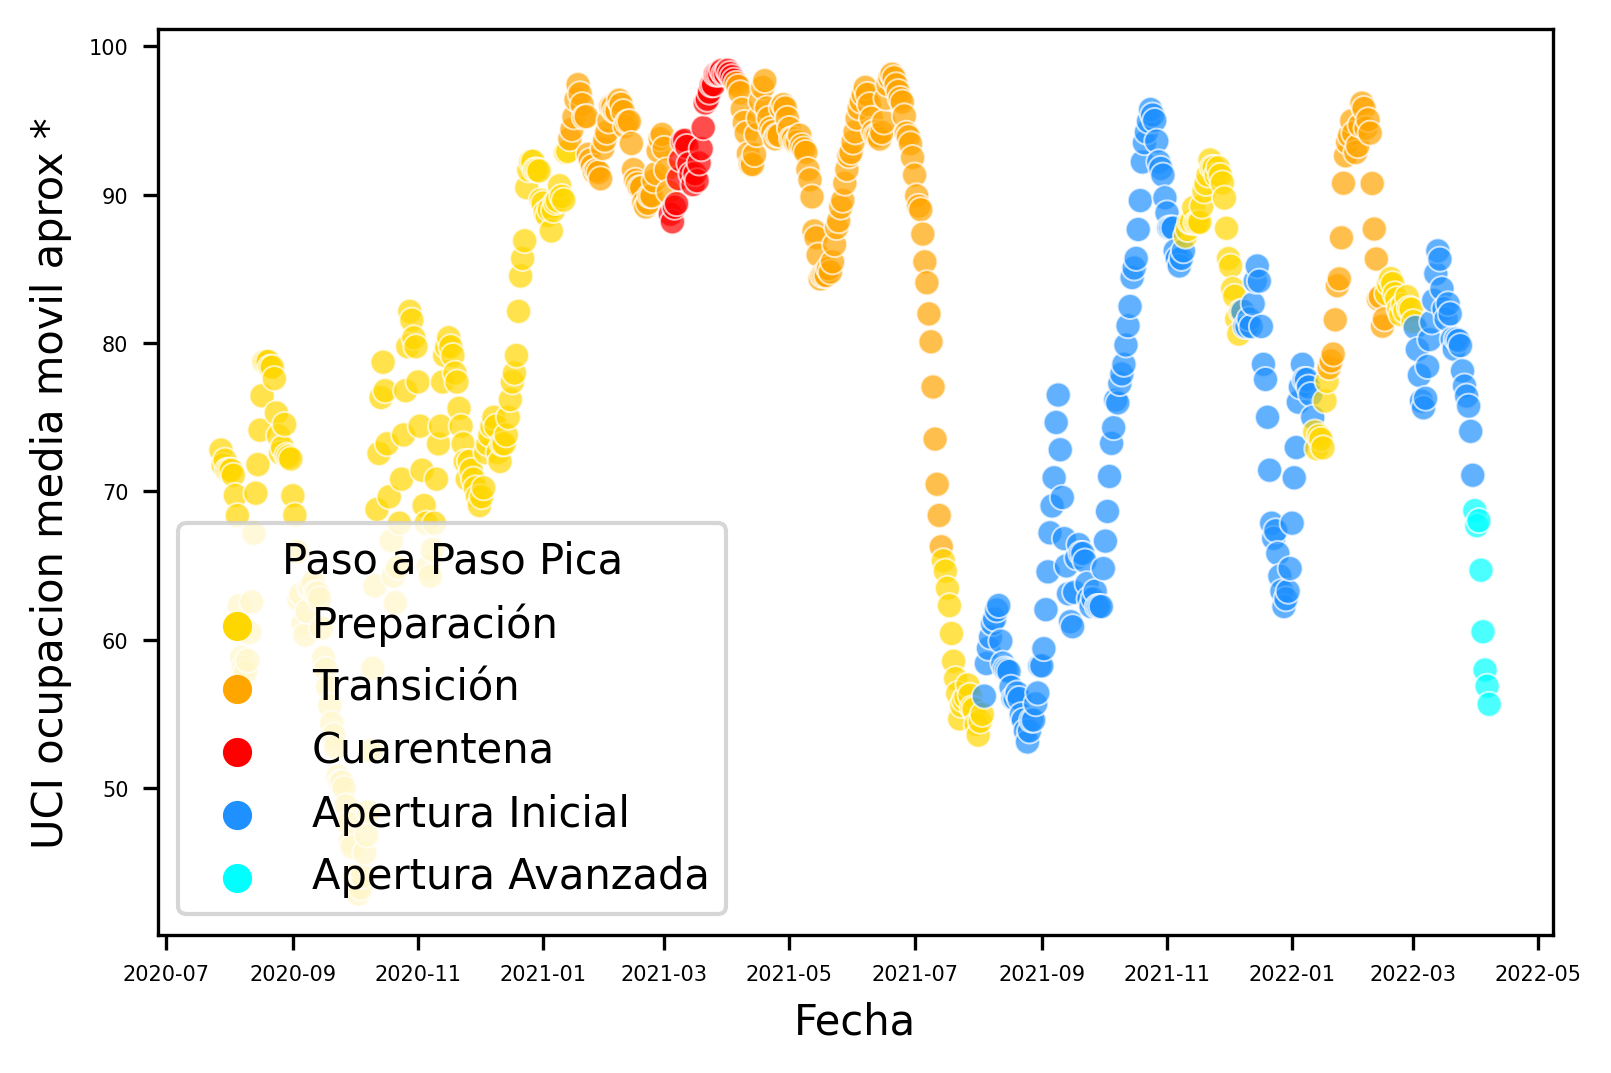 UCI ocupacion media movil aprox *
100
90
80
70
60
50
Paso a Paso Pica
Preparación
Transición
Cuarentena
Apertura Inicial
Apertura Avanzada
2020-07 2020-09 2020-11 2021-01 2021-03 2021-05 2021-07 2021-09 2021-11 2022-01 2022-03 2022-05
Fecha